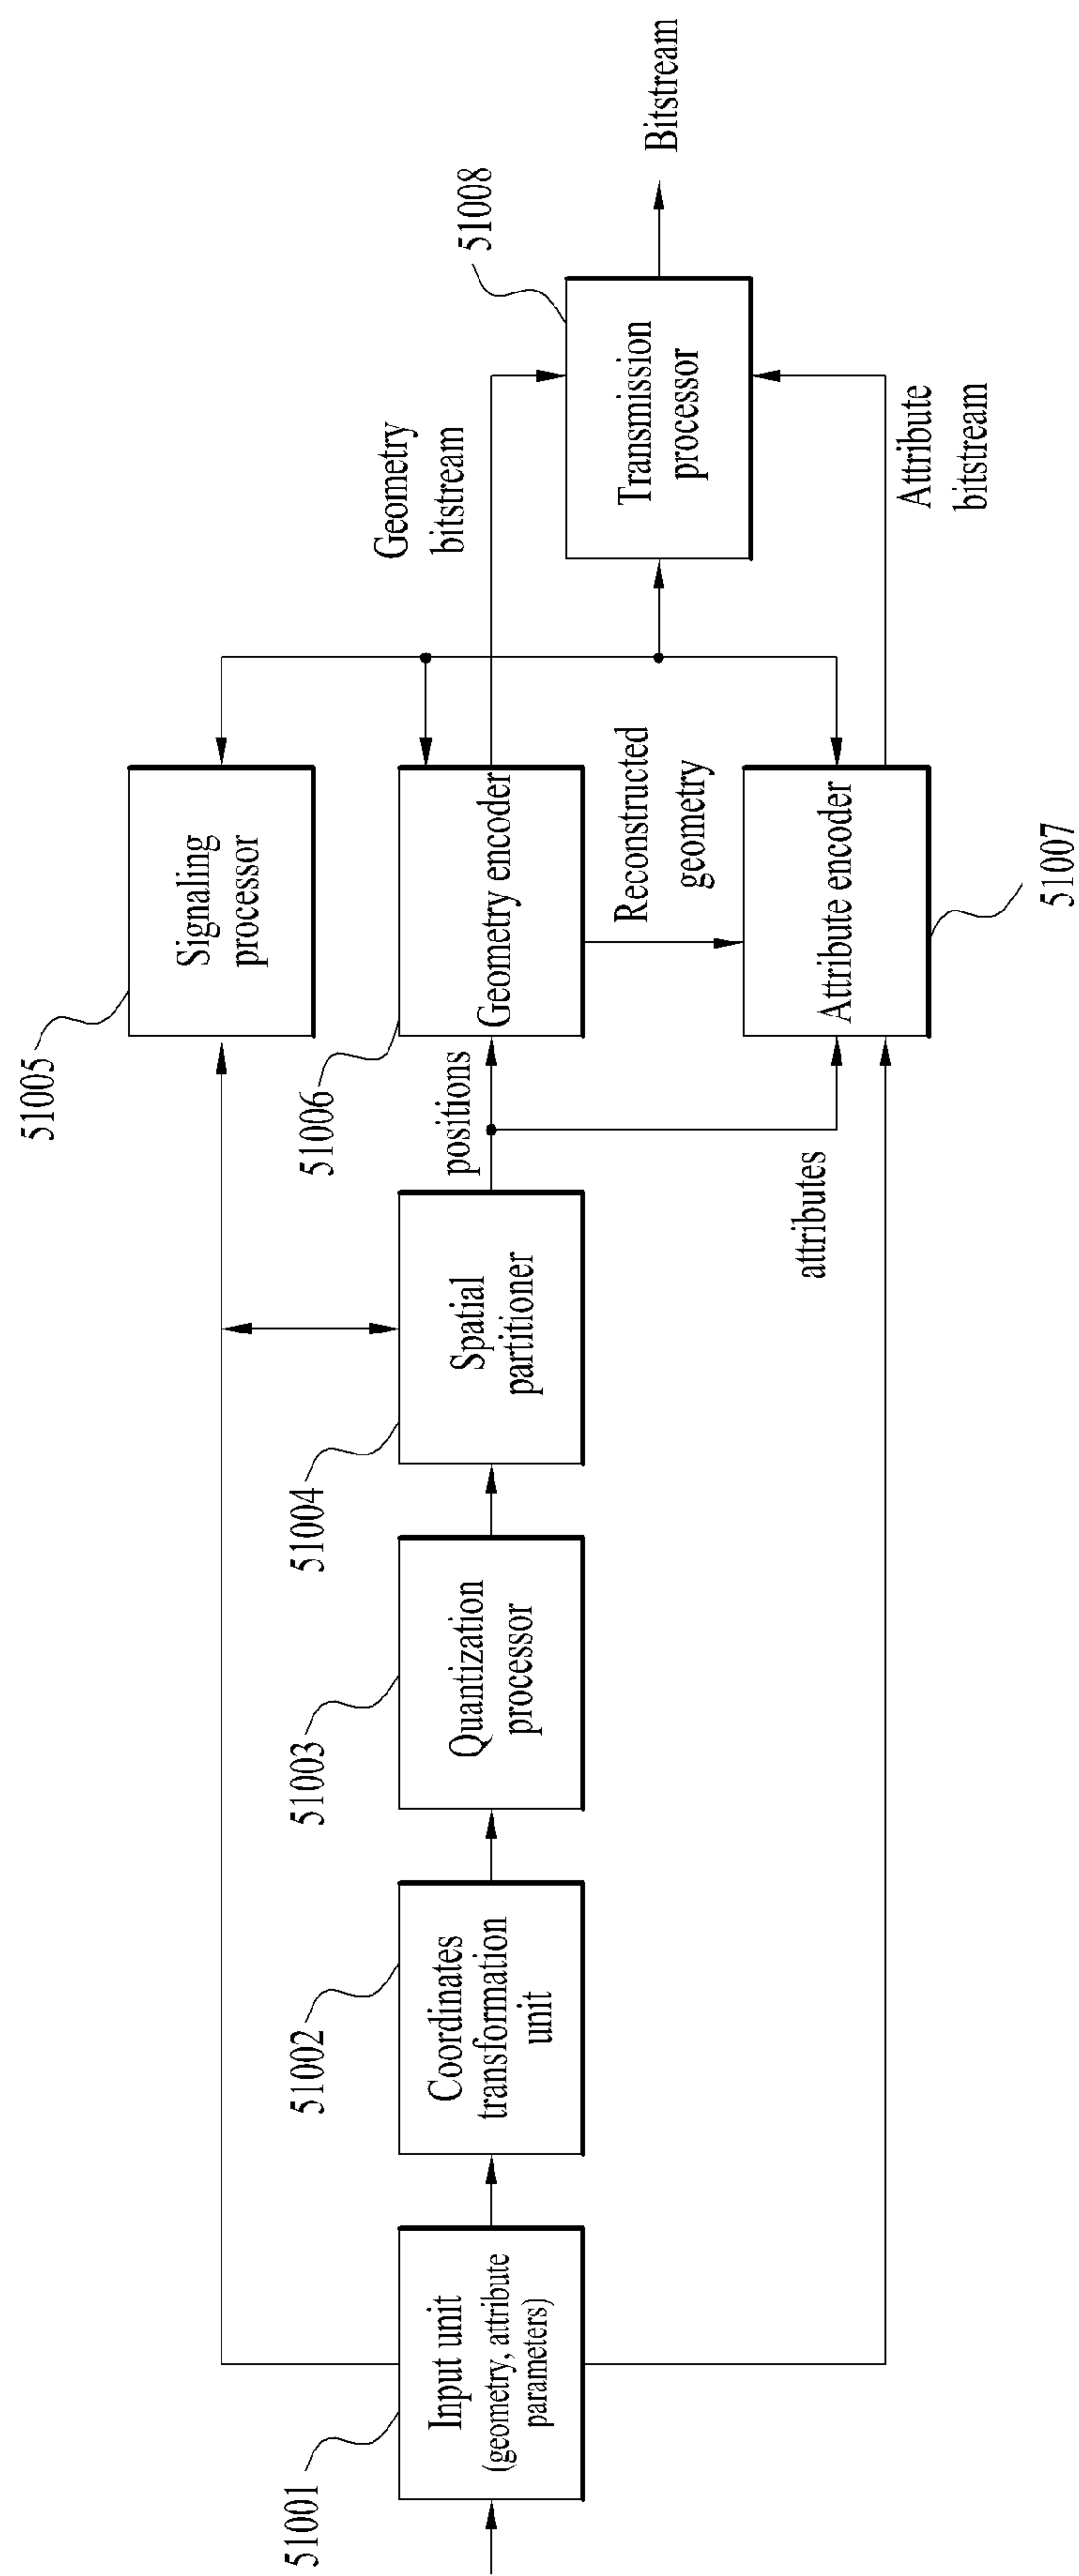 51001
Input unit
(geometry, attribute
parameters)
51002
Coordinates
transformation
unit
51003
Quantization
processor
51004
Spatial
partitioner
51005
Signaling
processor
51006
positions
Geometry encoder
attributes
Reconstructed
geometry
Attribute encoder
51007
Geometry
bitstream
51008
Transmission
processor
Attribute
bitstream
Bitstream